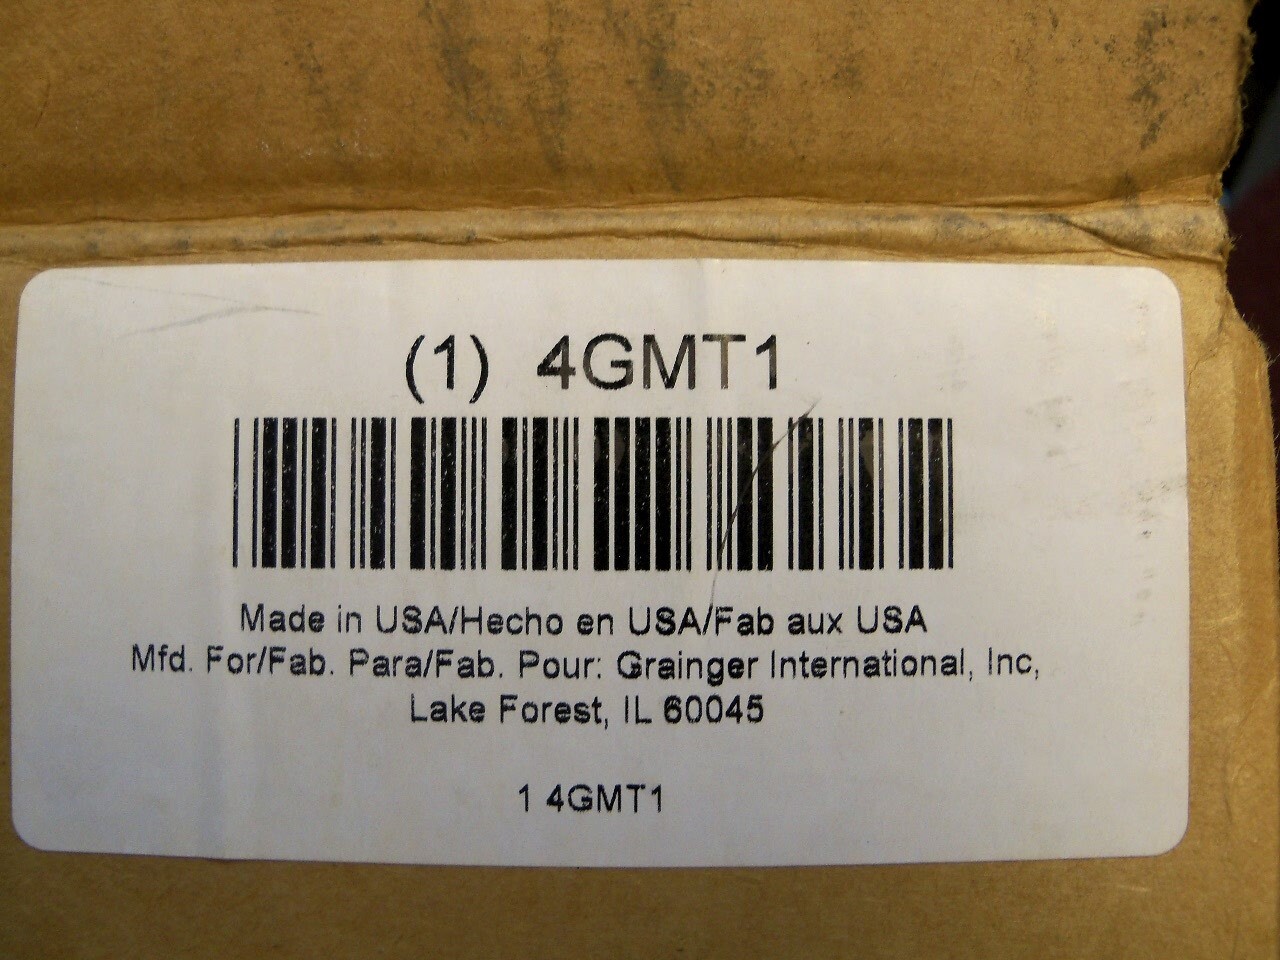 (1) 4GMT1
Made in USA/Hecho en USA/Fab aux USA
Mfd. For/Fab. Para/Fab. Pour: Grainger International, Inc,
Lake Forest, IL 60045
1 4GMT1